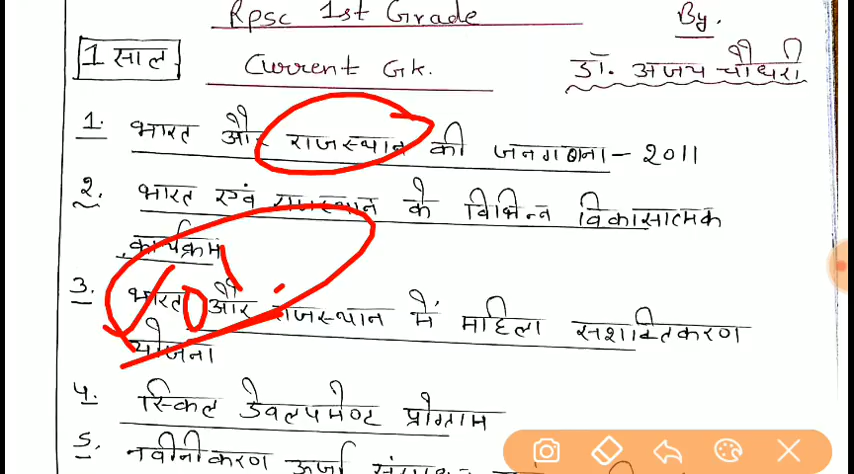 Rpsc 1st Grade
By.
1 साल
Current Gk.
डॉ. अजय चौधरी
1. भारत और राजस्थान की जनगणना - 2011
२. भारत एवं राजस्थान के विभिन्न विकासात्मक
कार्यक्रम
3. भारत और राजस्थान में महिला सशक्तिकरण
योजना
4. स्किल डेवलपमेण्ट प्रोग्राम
5. नवीनीकरण ऊर्जा